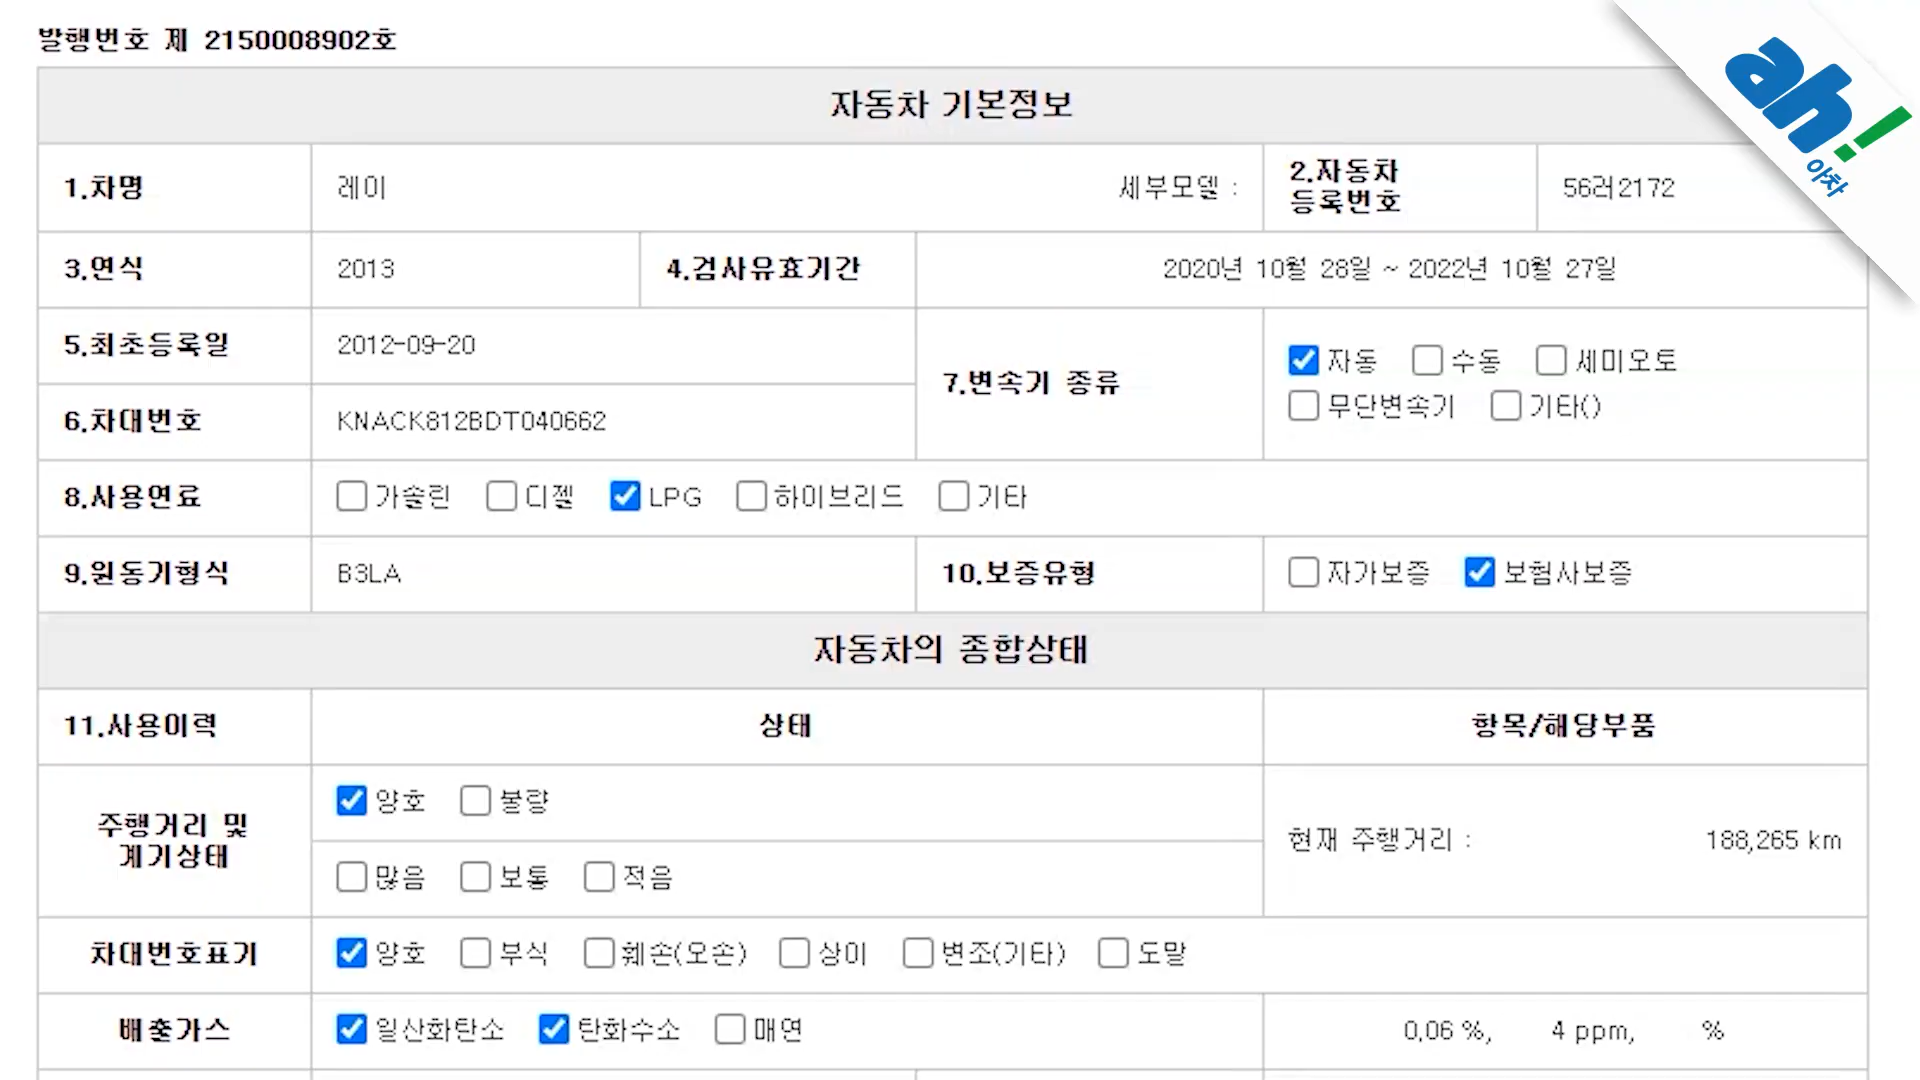 발행번호 제 2150008902호
ah!
아차
자동차 기본정보
1.차명 레이 세부모델 : 2.자동차 등록번호 56러2172
3.연식 2013 4.검사유효기간 2020년 10월 28일 ~ 2022년 10월 27일
5.최초등록일 2012-09-20
7.변속기 종류 자동 수동 세미오토
무단변속기 기타()
6.차대번호 KNACK812BDT040662
8.사용연료 가솔린 디젤 LPG 하이브리드 기타
9.원동기형식 B3LA 10.보증유형 자가보증 보험사보증
자동차의 종합상태
11.사용이력 상태 항목/해당부품
주행거리 및
계기상태
양호 불량
많음 보통 적음
현재 주행거리 : 188,265 km
차대번호표기 양호 부식 훼손(오손) 상이 변조(기타) 도말
배출가스 일산화탄소 탄화수소 매연 0,06 %, 4 ppm, %